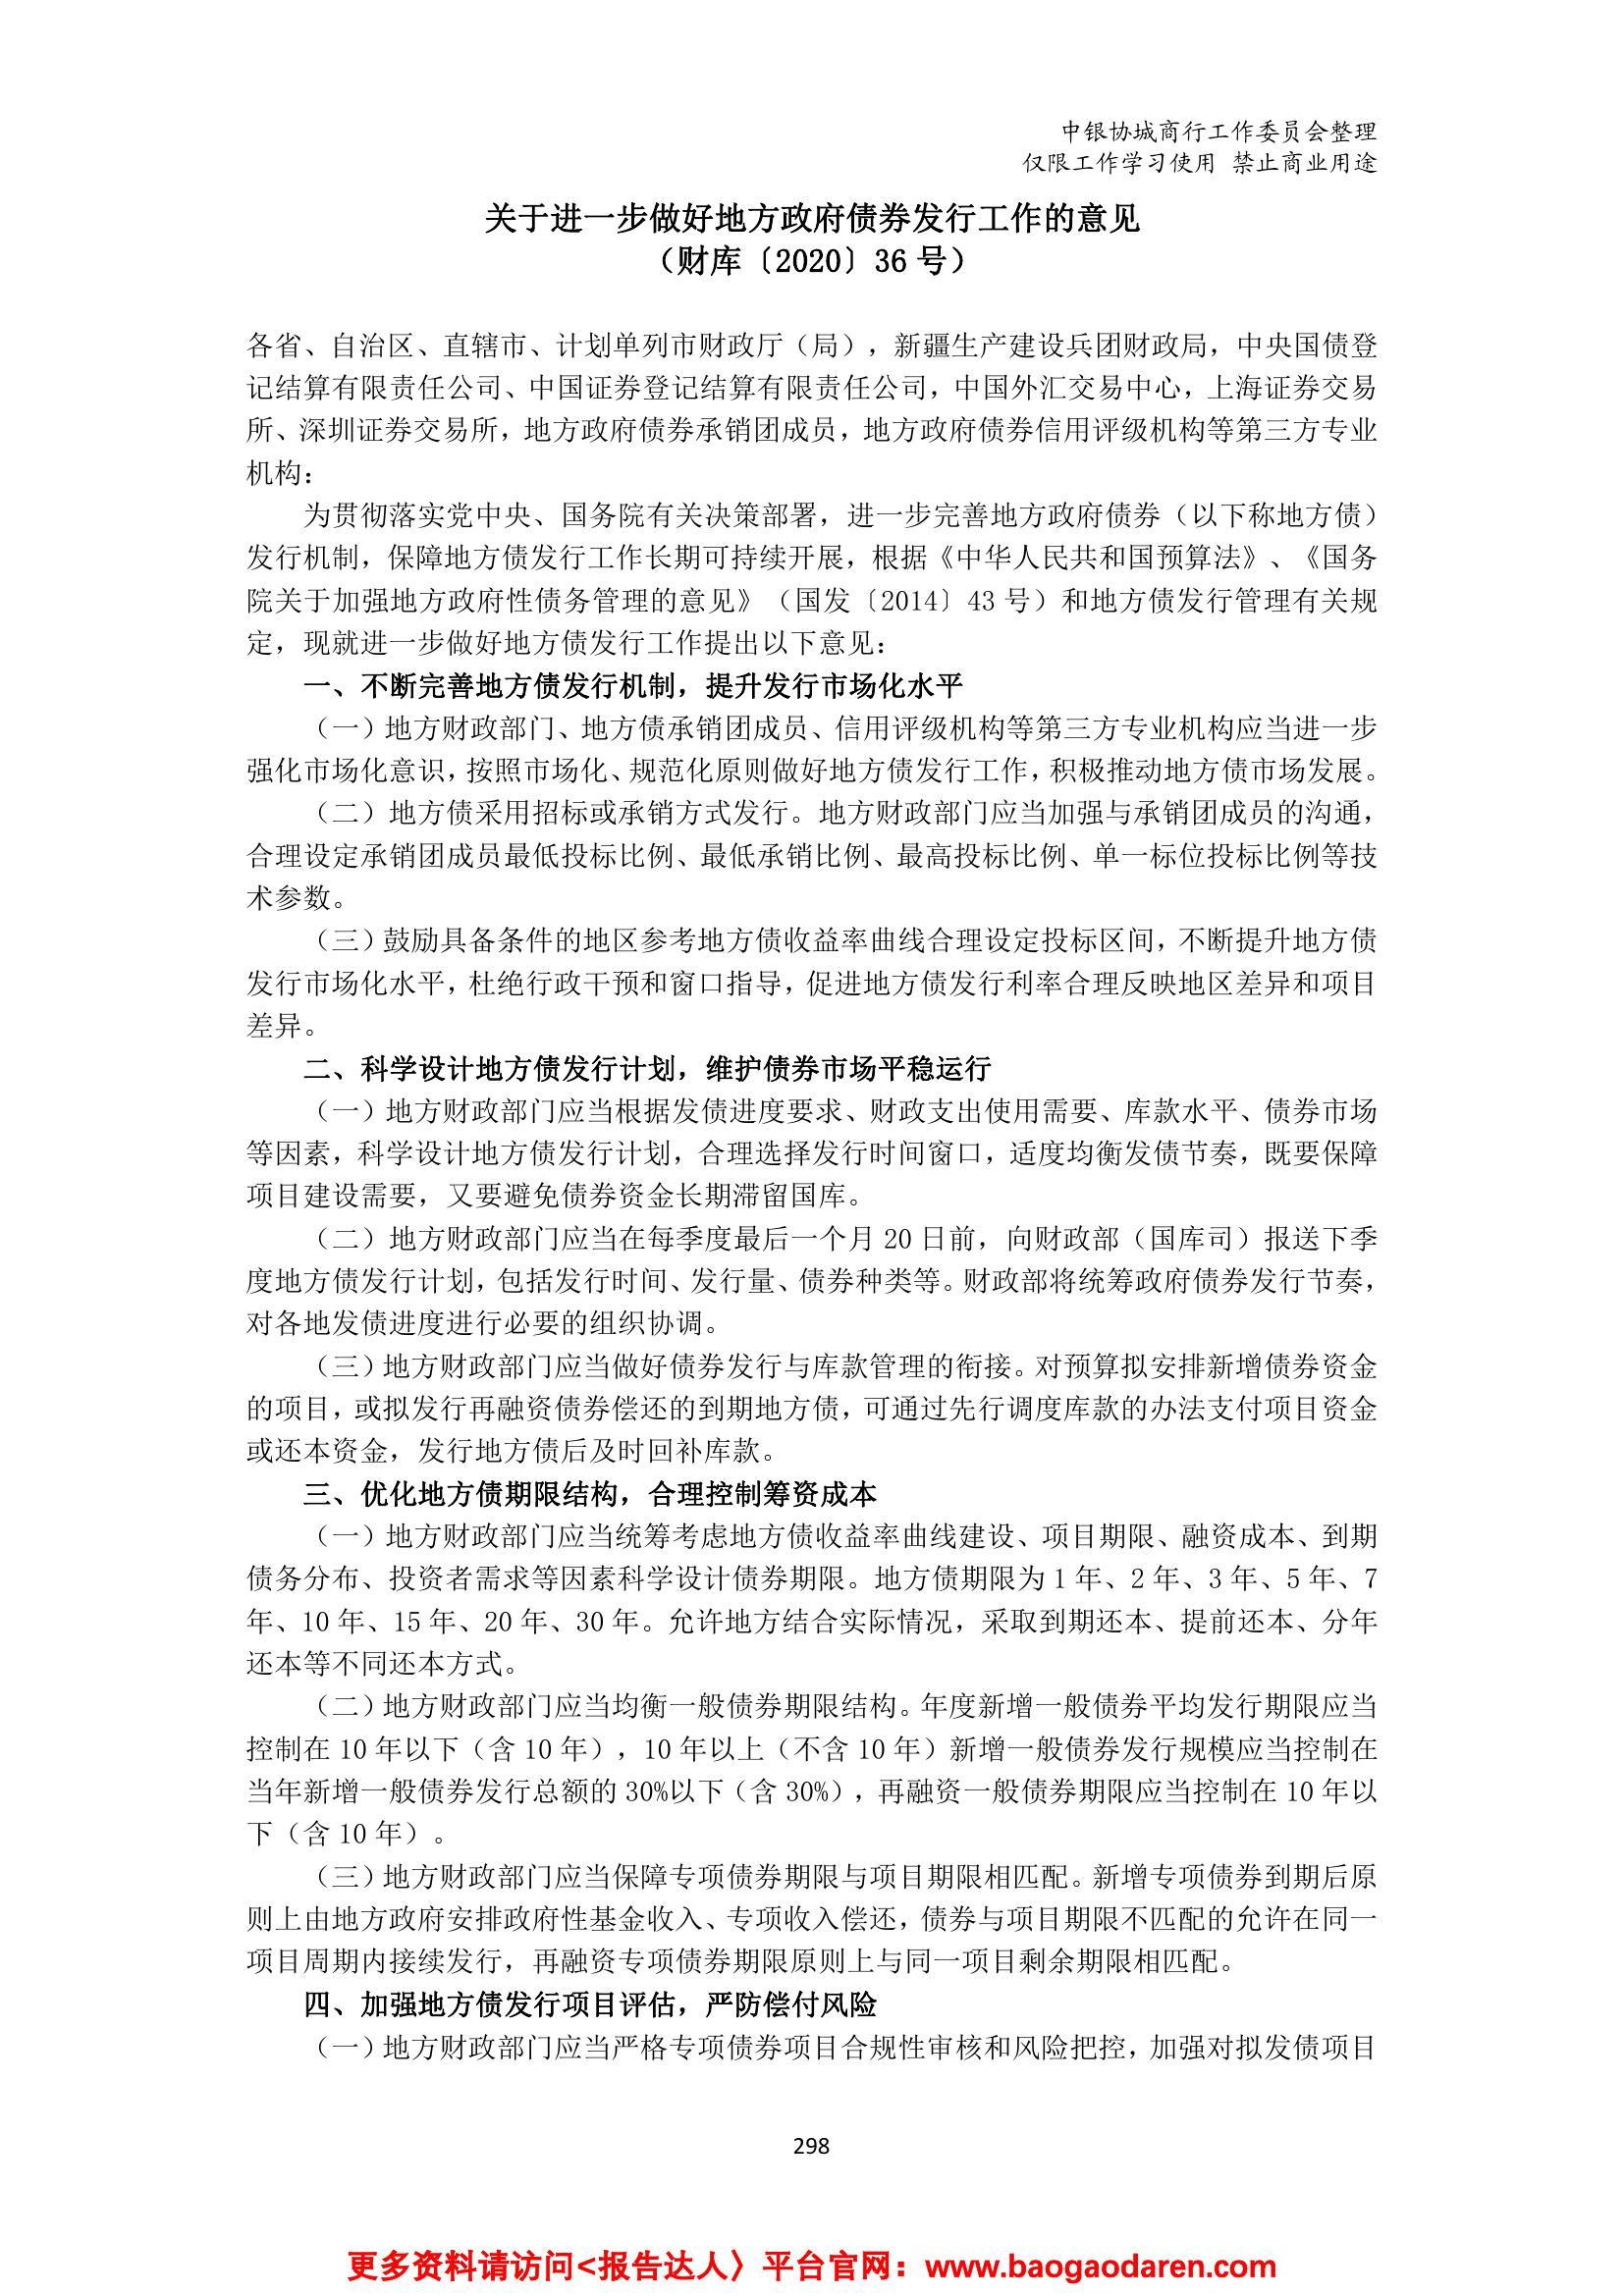 中银协城商行工作委员会整理
仅限工作学习使用 禁止商业用途
关于进一步做好地方政府债券发行工作的意见
（财库〔2020〕36 号）
各省、自治区、直辖市、计划单列市财政厅（局），新疆生产建设兵团财政局，中央国债登
记结算有限责任公司、中国证券登记结算有限责任公司，中国外汇交易中心，上海证券交易
所、深圳证券交易所，地方政府债券承销团成员，地方政府债券信用评级机构等第三方专业
机构：
为贯彻落实党中央、国务院有关决策部署，进一步完善地方政府债券（以下称地方债）
发行机制，保障地方债发行工作长期可持续开展，根据《中华人民共和国预算法》、《国务
院关于加强地方政府性债务管理的意见》（国发〔2014〕43 号）和地方债发行管理有关规
定，现就进一步做好地方债发行工作提出以下意见：
一、不断完善地方债发行机制，提升发行市场化水平
（一）地方财政部门、地方债承销团成员、信用评级机构等第三方专业机构应当进一步
强化市场化意识，按照市场化、规范化原则做好地方债发行工作，积极推动地方债市场发展。
（二）地方债采用招标或承销方式发行。地方财政部门应当加强与承销团成员的沟通，
合理设定承销团成员最低投标比例、最低承销比例、最高投标比例、单一标位投标比例等技
术参数。
（三）鼓励具备条件的地区参考地方债收益率曲线合理设定投标区间，不断提升地方债
发行市场化水平，杜绝行政干预和窗口指导，促进地方债发行利率合理反映地区差异和项目
差异。
二、科学设计地方债发行计划，维护债券市场平稳运行
（一）地方财政部门应当根据发债进度要求、财政支出使用需要、库款水平、债券市场
等因素，科学设计地方债发行计划，合理选择发行时间窗口，适度均衡发债节奏，既要保障
项目建设需要，又要避免债券资金长期滞留国库。
（二）地方财政部门应当在每季度最后一个月 20 日前，向财政部（国库司）报送下季
度地方债发行计划，包括发行时间、发行量、债券种类等。财政部将统筹政府债券发行节奏，
对各地发债进度进行必要的组织协调。
（三）地方财政部门应当做好债券发行与库款管理的衔接。对预算拟安排新增债券资金
的项目，或拟发行再融资债券偿还的到期地方债，可通过先行调度库款的办法支付项目资金
或还本资金，发行地方债后及时回补库款。
三、优化地方债期限结构，合理控制筹资成本
（一）地方财政部门应当统筹考虑地方债收益率曲线建设、项目期限、融资成本、到期
债务分布、投资者需求等因素科学设计债券期限。地方债期限为 1 年、2 年、3 年、5 年、7
年、10 年、15 年、20 年、30 年。允许地方结合实际情况，采取到期还本、提前还本、分年
还本等不同还本方式。
（二）地方财政部门应当均衡一般债券期限结构。年度新增一般债券平均发行期限应当
控制在 10 年以下（含 10 年），10 年以上（不含 10 年）新增一般债券发行规模应当控制在
当年新增一般债券发行总额的 30%以下（含 30%），再融资一般债券期限应当控制在 10 年以
下（含 10 年）。
（三）地方财政部门应当保障专项债券期限与项目期限相匹配。新增专项债券到期后原
则上由地方政府安排政府性基金收入、专项收入偿还，债券与项目期限不匹配的允许在同一
项目周期内接续发行，再融资专项债券期限原则上与同一项目剩余期限相匹配。
四、加强地方债发行项目评估，严防偿付风险
（一）地方财政部门应当严格专项债券项目合规性审核和风险把控，加强对拟发债项目
298
更多资料请访问<报告达人〉平台官网：www.baogaodaren.com